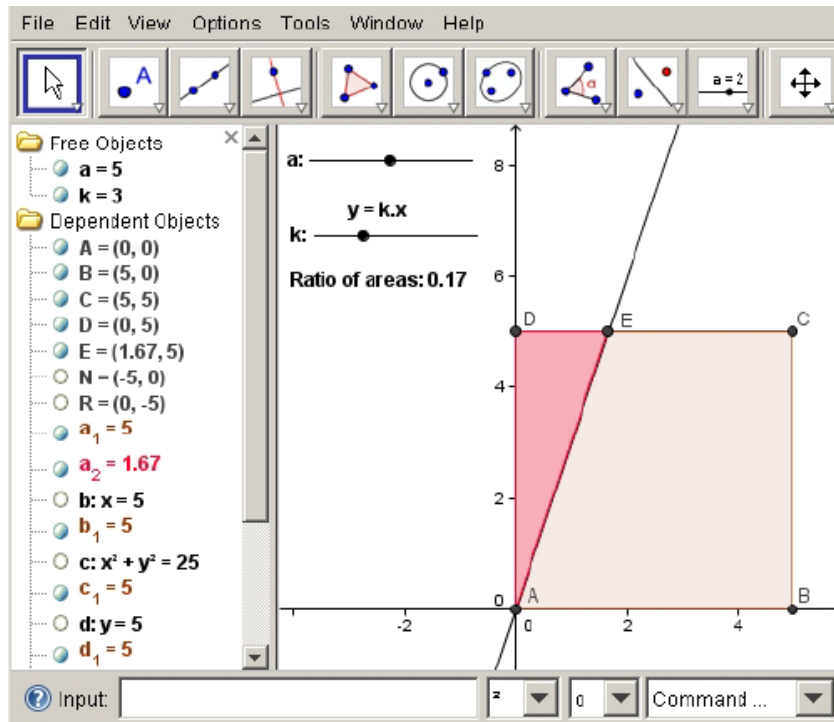 File Edit View Options Tools Window Help
A
α
a = 2
Free Objects
a = 5
k = 3
Dependent Objects
A = (0, 0)
B = (5, 0)
C = (5, 5)
D = (0, 5)
E = (1.67, 5)
N = (-5, 0)
R = (0, -5)
a₁ = 5
a₂ = 1.67
b: x = 5
b₁ = 5
c: x² + y² = 25
c₁ = 5
d: y = 5
d₁ = 5
a:
y = k.x
k:
Ratio of areas: 0.17
8
6
D E C
4
2
0 A B
-2 0 2 4
Input: ² α Command ...